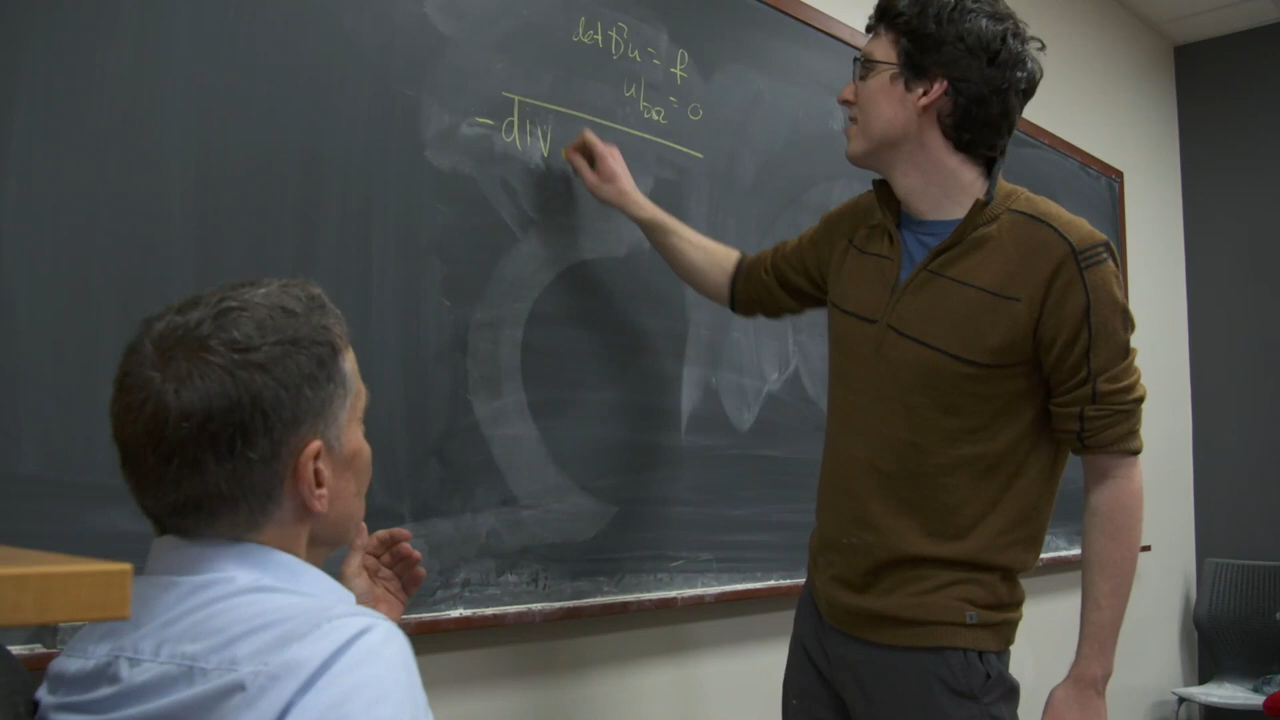 det D²u = f
u|∂Ω = 0
- div